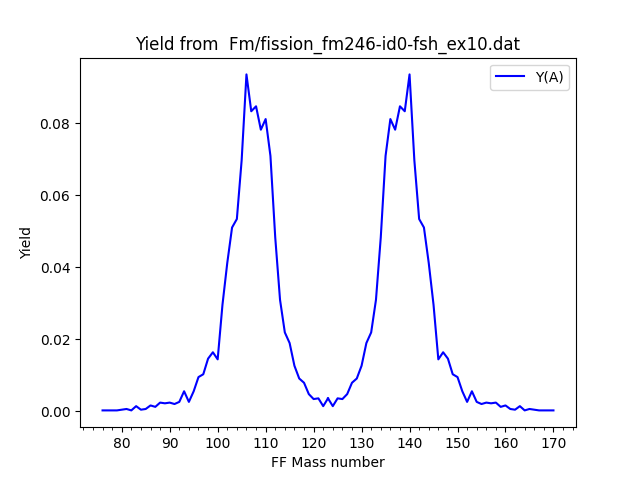 Yield from  Fm/fission_fm246-id0-fsh_ex10.dat
Y(A)
0.08
0.06
0.04
0.02
0.00
Yield
80 90 100 110 120 130 140 150 160 170
FF Mass number